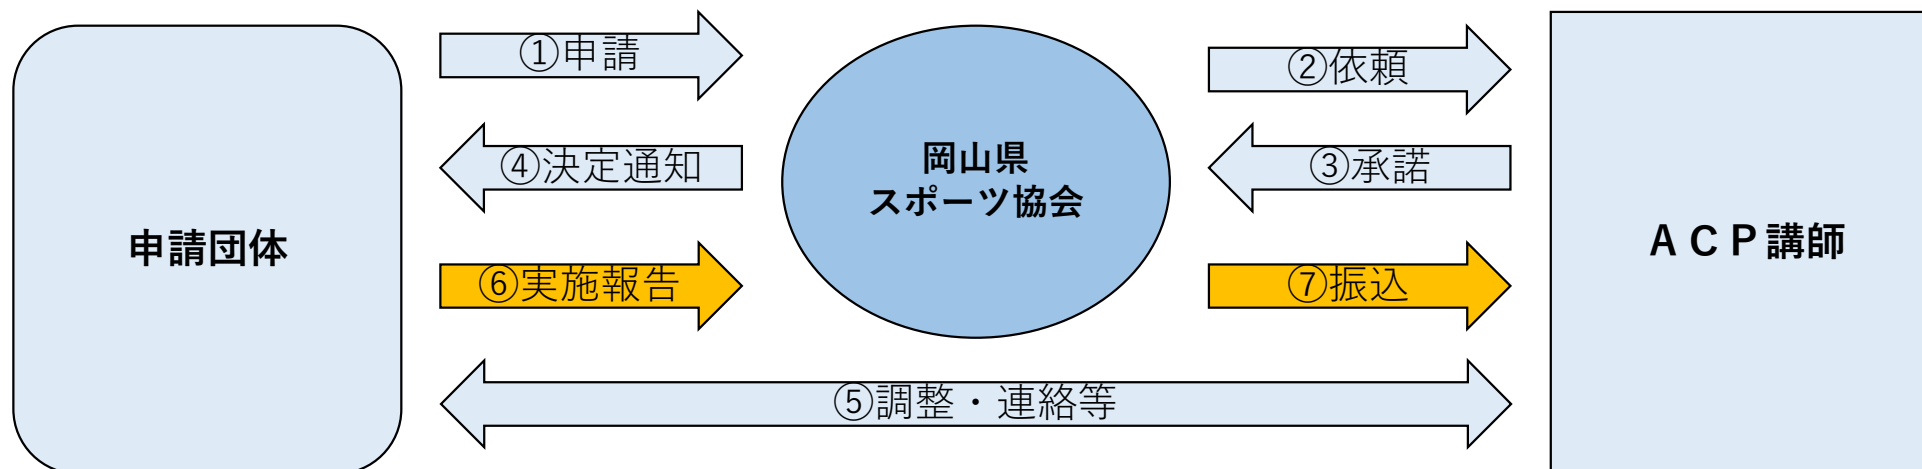 ①申請
②依頼
④決定通知
岡山県
スポーツ協会
③承諾
申請団体
ＡＣＰ講師
⑥実施報告
⑦振込
⑤調整・連絡等